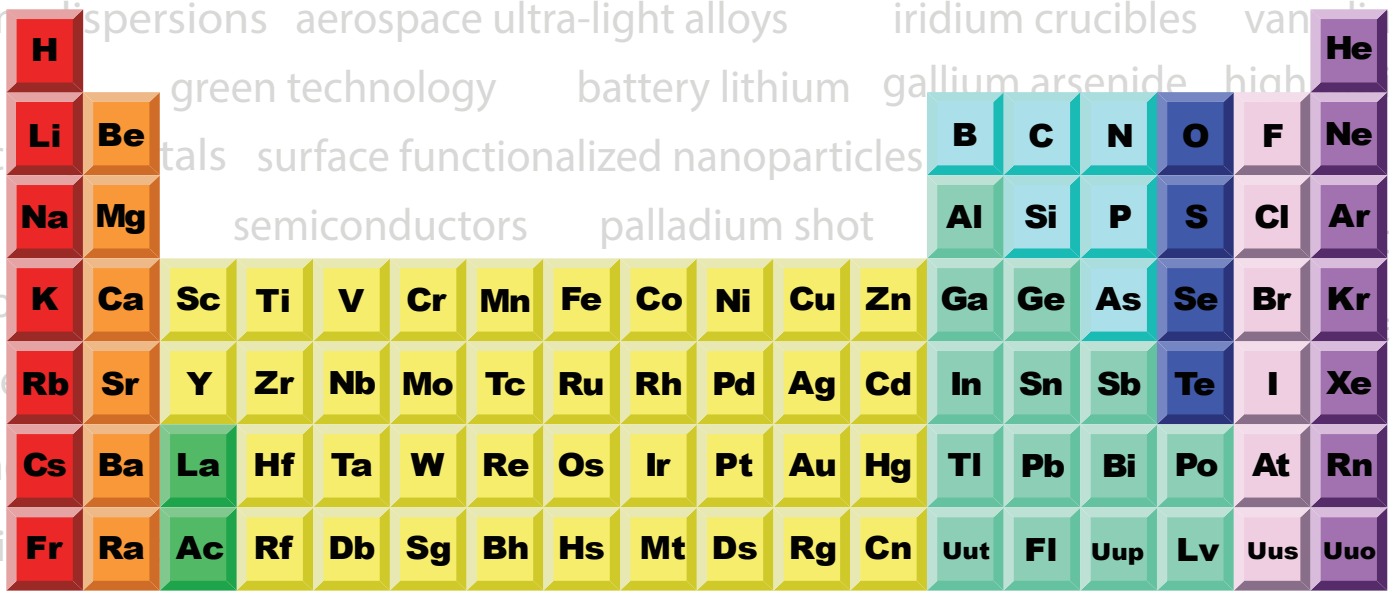 dispersions aerospace ultra-light alloys iridium crucibles
H He
green technology battery lithium gallium arsenide high
Li Be B C N O F Ne
tals surface functionalized nanoparticles
Na Mg Al Si P S Cl Ar
semiconductors palladium shot
K Ca Sc Ti V Cr Mn Fe Co Ni Cu Zn Ga Ge As Se Br Kr
Rb Sr Y Zr Nb Mo Tc Ru Rh Pd Ag Cd In Sn Sb Te I Xe
Cs Ba La Hf Ta W Re Os Ir Pt Au Hg Tl Pb Bi Po At Rn
Fr Ra Ac Rf Db Sg Bh Hs Mt Ds Rg Cn Uut Fl Uup Lv Uus Uuo